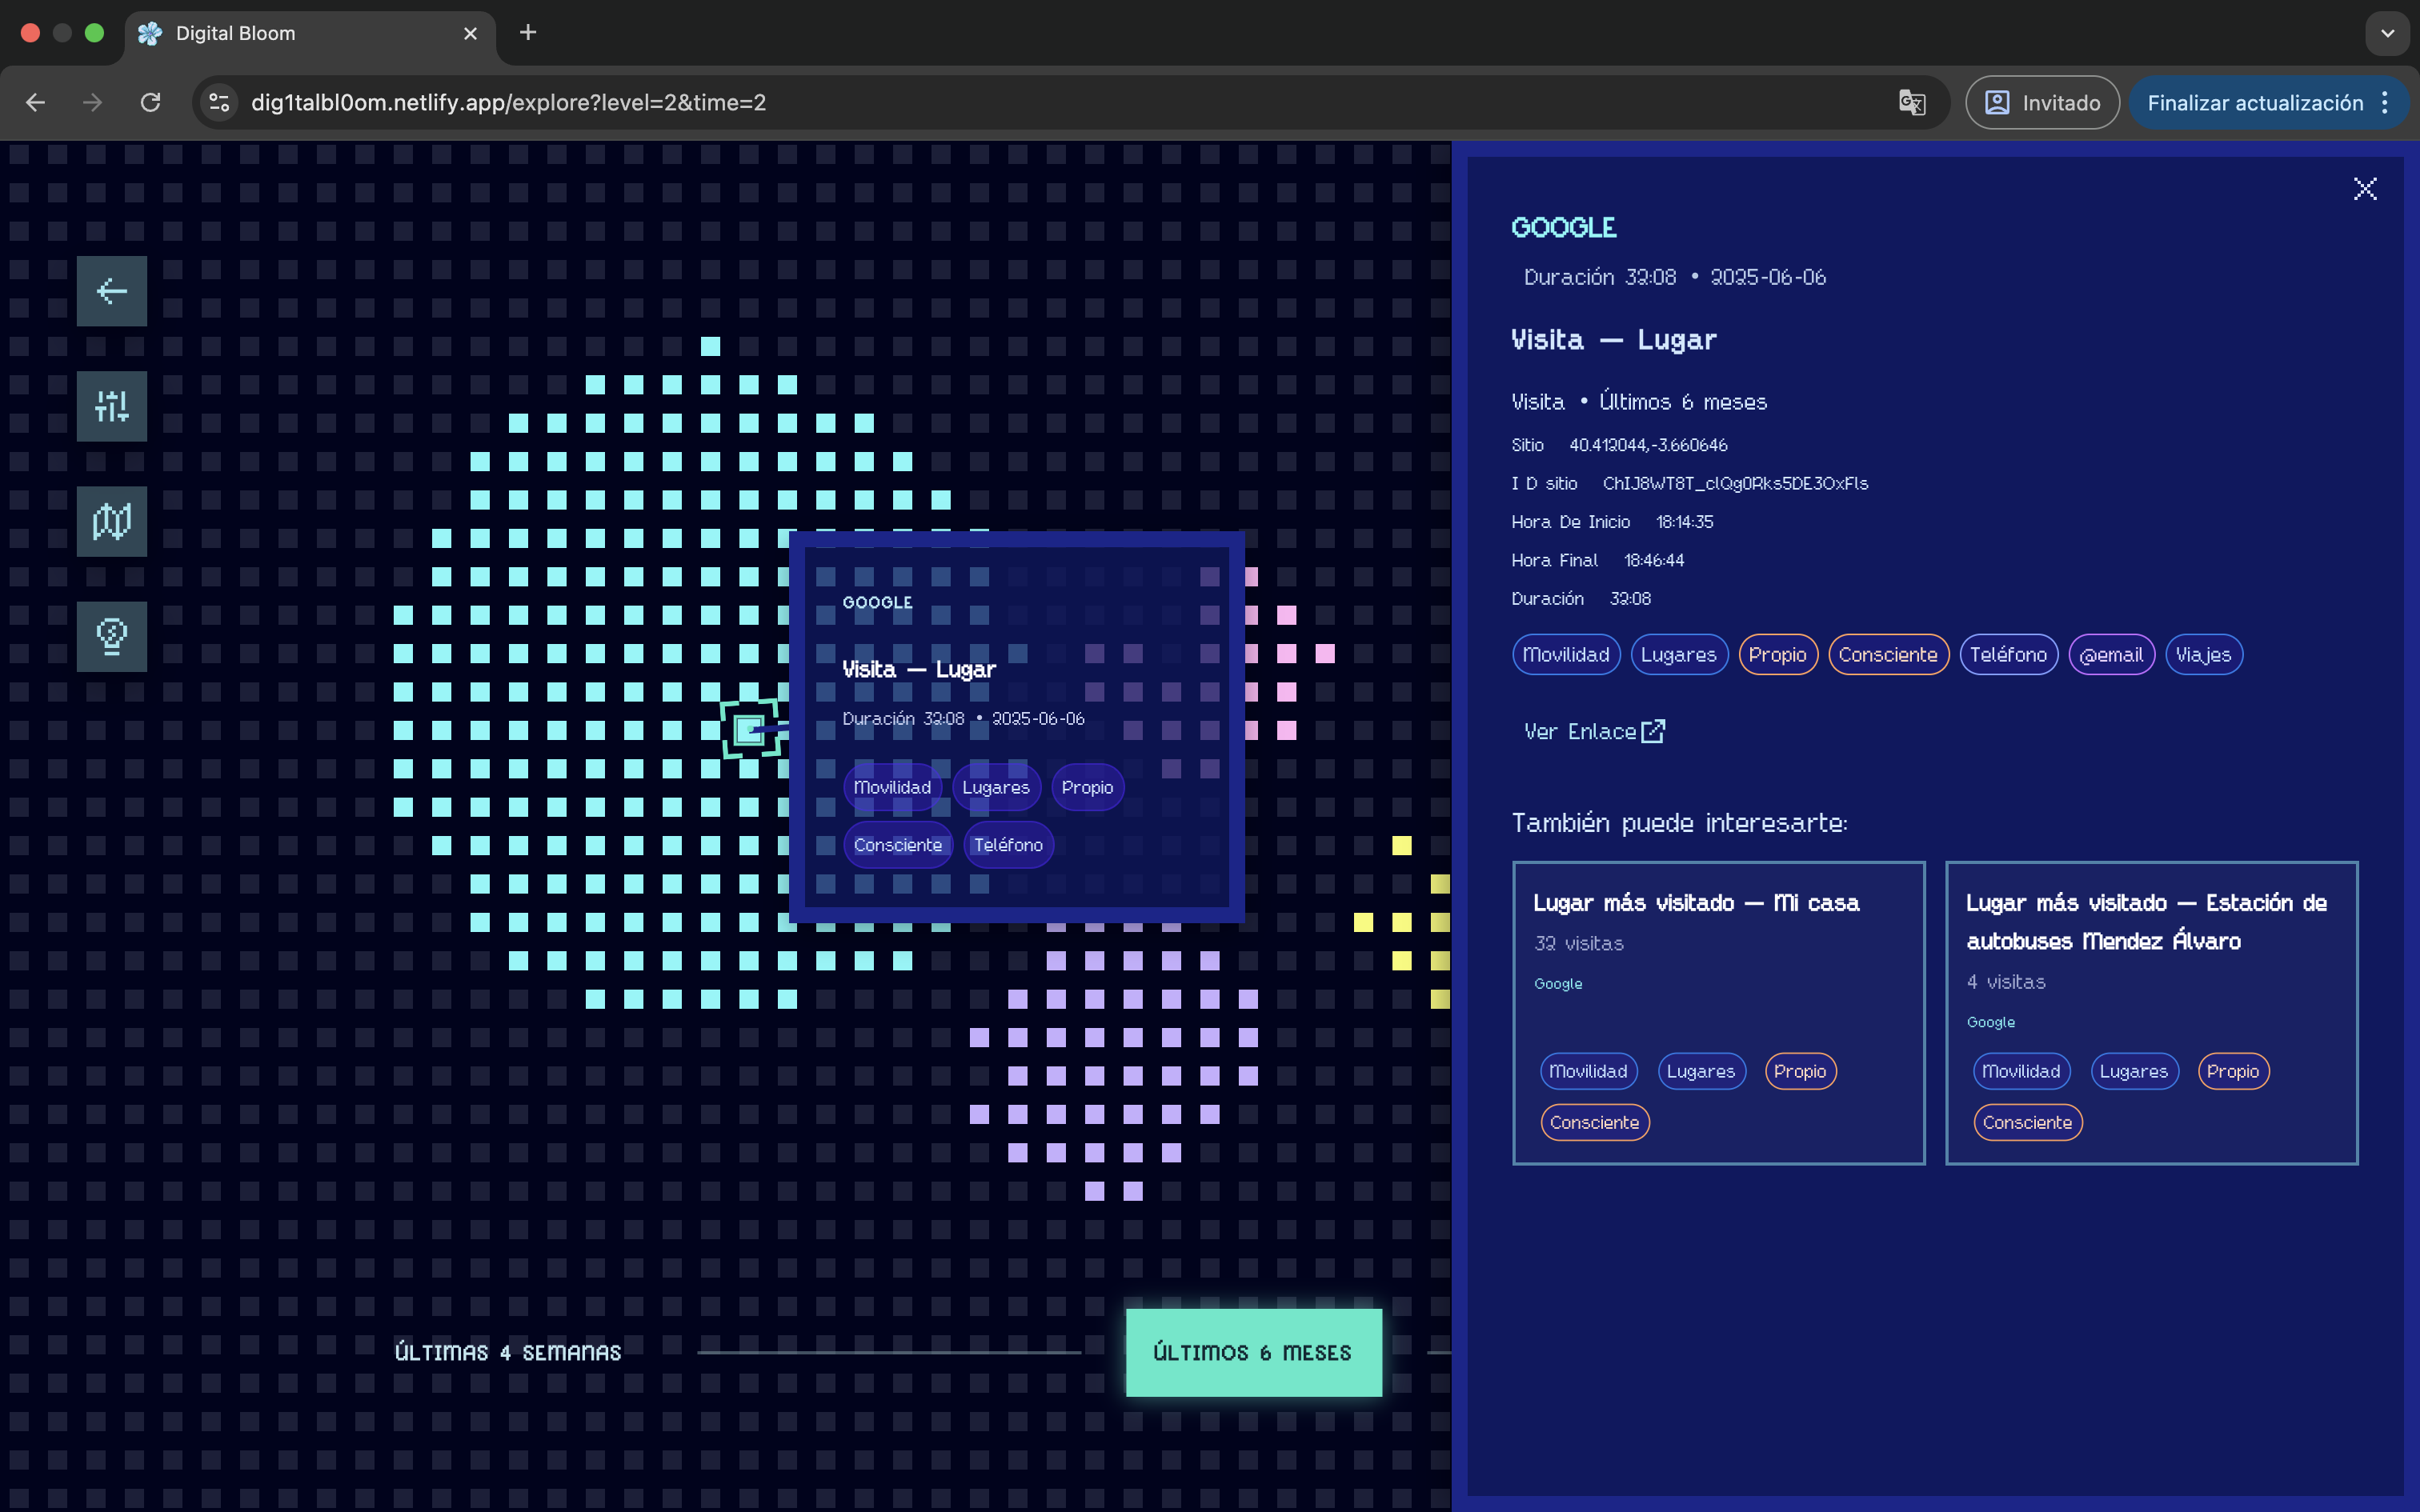 Digital Bloom
dig1talbl0om.netlify.app/explore?level=2&time=2
Invitado
Finalizar actualización
GOOGLE
Visita — Lugar
Duración 32:08 • 2025-06-06
Movilidad Lugares Propio
Consciente Teléfono
ÚLTIMAS 4 SEMANAS
ÚLTIMOS 6 MESES
GOOGLE
Duración 32:08 • 2025-06-06
Visita — Lugar
Visita • Últimos 6 meses
Sitio 40.412044,-3.660646
I D sitio ChIJ8WT8T_clQg0Rks5DE3OxFls
Hora De Inicio 18:14:35
Hora Final 18:46:44
Duración 32:08
Movilidad Lugares Propio Consciente Teléfono @email Viajes
Ver Enlace
También puede interesarte:
Lugar más visitado — Mi casa
32 visitas
Google
Movilidad Lugares Propio
Consciente
Lugar más visitado — Estación de
autobuses Mendez Álvaro
4 visitas
Google
Movilidad Lugares Propio
Consciente